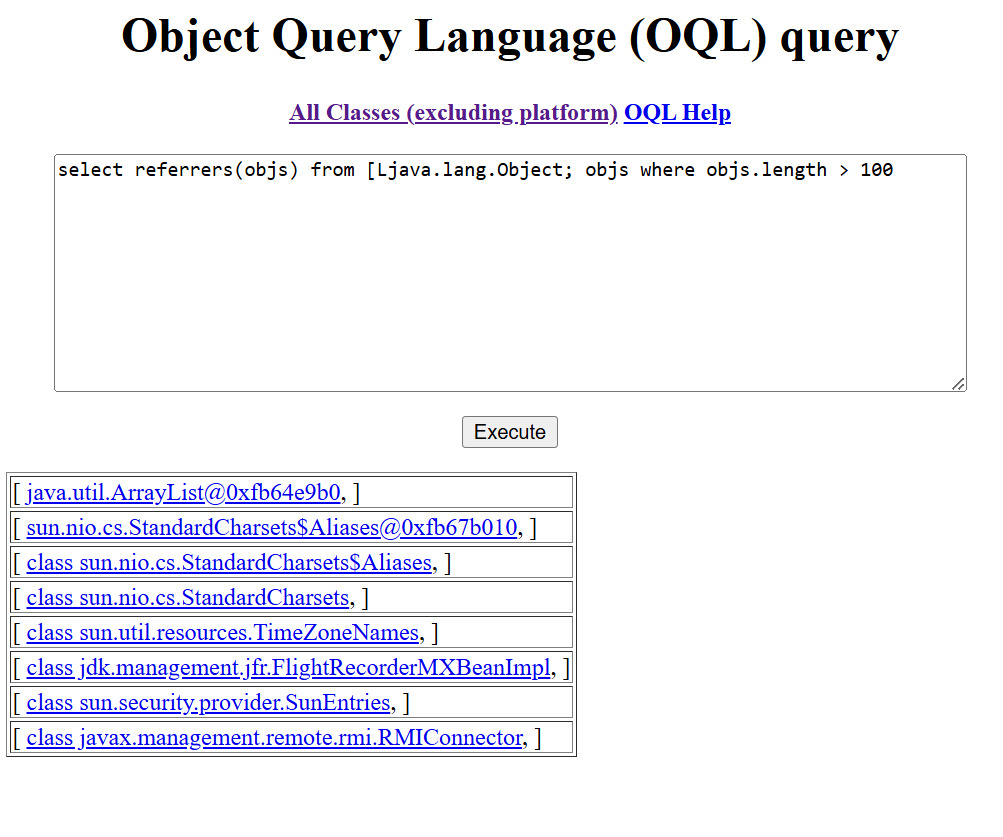 Object Query Language (OQL) query
All Classes (excluding platform) OQL Help
select referrers(objs) from [Ljava.lang.Object; objs where objs.length > 100
Execute
[ java.util.ArrayList@0xfb64e9b0, ]
[ sun.nio.cs.StandardCharsets$Aliases@0xfb67b010, ]
[ class sun.nio.cs.StandardCharsets$Aliases, ]
[ class sun.nio.cs.StandardCharsets, ]
[ class sun.util.resources.TimeZoneNames, ]
[ class jdk.management.jfr.FlightRecorderMXBeanImpl, ]
[ class sun.security.provider.SunEntries, ]
[ class javax.management.remote.rmi.RMIConnector, ]